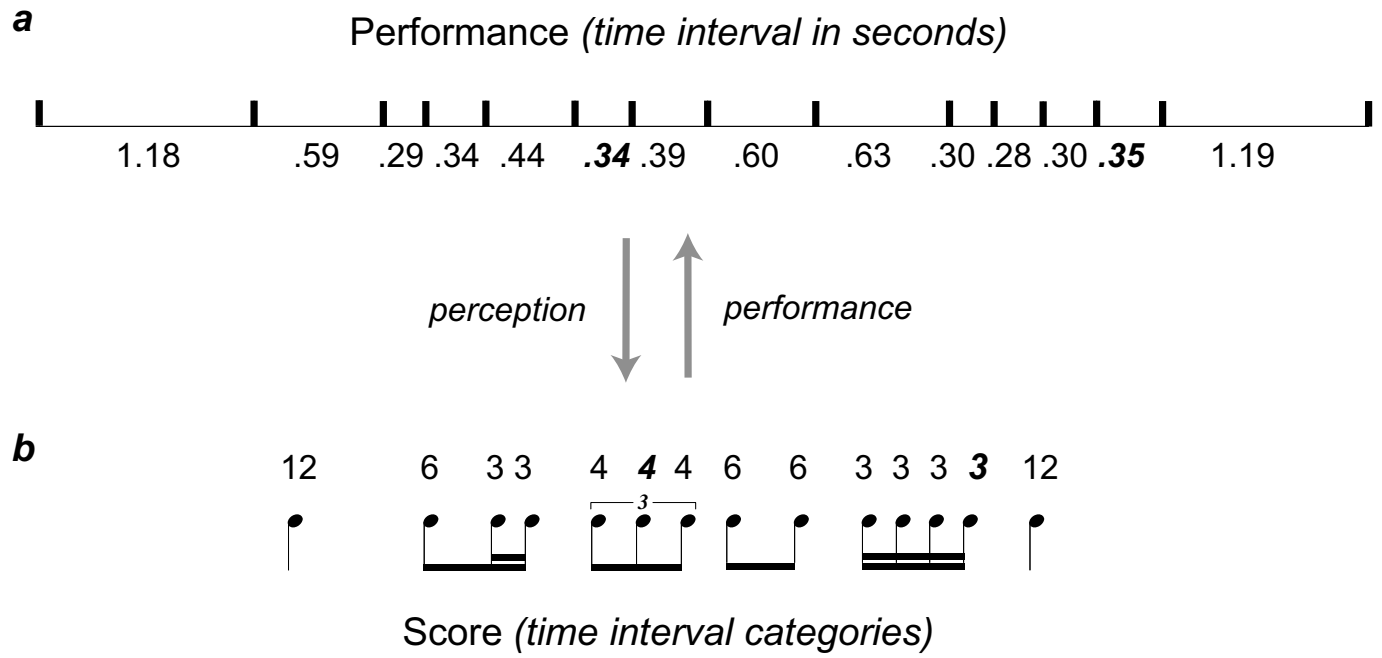 a
Performance (time interval in seconds)
1.18 .59 .29 .34 .44 .34 .39 .60 .63 .30 .28 .30 .35 1.19
perception performance
b
12 6 3 3 4 4 4 6 6 3 3 3 3 12
3
Score (time interval categories)